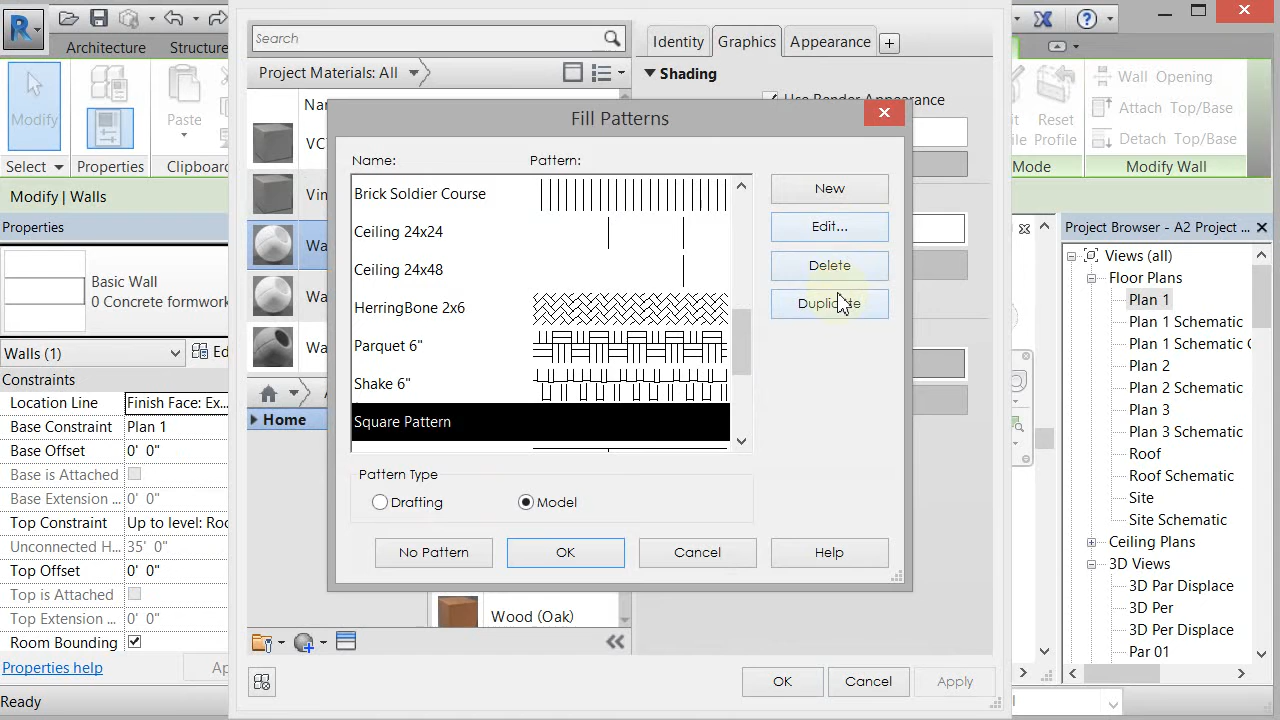 Architecture
Structure
Modify
Select
Properties
Paste
Clipboard
Modify | Walls
Properties
Basic Wall
0 Concrete formwork
Walls (1)
Constraints
Location Line
Finish Face: Ex...
Base Constraint
Plan 1
Base Offset
0' 0"
Base is Attached
Base Extension ...
0' 0"
Top Constraint
Up to level: Roo
Unconnected H...
35' 0"
Top Offset
0' 0"
Top is Attached
Top Extension ...
0' 0"
Room Bounding
Properties help
Ready
Search
Project Materials: All
Identity
Graphics
Appearance
Shading
Use Render Appearance
Home
Wood (Oak)
OK
Cancel
Apply
Fill Patterns
Name:
Pattern:
Brick Soldier Course
Ceiling 24x24
Ceiling 24x48
HerringBone 2x6
Parquet 6"
Shake 6"
Square Pattern
New
Edit...
Delete
Duplicate
Pattern Type
Drafting
Model
No Pattern
OK
Cancel
Help
Reset
Profile
Mode
Wall Opening
Attach Top/Base
Detach Top/Base
Modify Wall
Project Browser - A2 Project ...
Views (all)
Floor Plans
Plan 1
Plan 1 Schematic
Plan 1 Schematic C
Plan 2
Plan 2 Schematic
Plan 3
Plan 3 Schematic
Roof
Roof Schematic
Site
Site Schematic
Ceiling Plans
3D Views
3D Par Displace
3D Per
3D Per Displace
Par 01